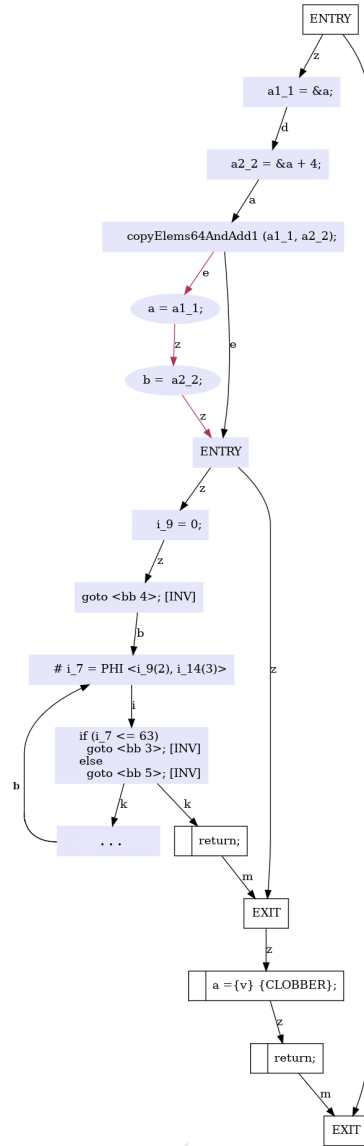 ENTRY
z
a1_1 = &a;
d
a2_2 = &a + 4;
a
copyElems64AndAdd1 (a1_1, a2_2);
e
a = a1_1;
z
e
b = a2_2;
z
ENTRY
z
i_9 = 0;
z
goto <bb 4>; [INV]
b
# i_7 = PHI <i_9(2), i_14(3)>
z
i
if (i_7 <= 63)
goto <bb 3>; [INV]
else
goto <bb 5>; [INV]
b
k
k
...
return;
m
EXIT
z
a ={v} {CLOBBER};
z
return;
m
EXIT